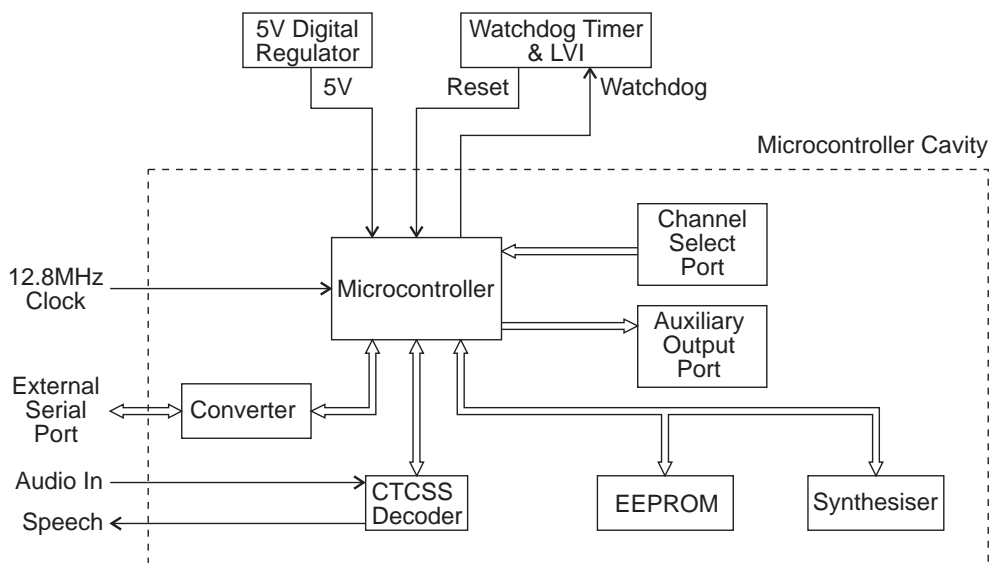 5V Digital
Regulator
Watchdog Timer
& LVI
5V
Reset
Watchdog
Microcontroller Cavity
Channel
Select
Port
12.8MHz
Clock
Microcontroller
Auxiliary
Output
Port
External
Serial
Port
Converter
Audio In
Speech
CTCSS
Decoder
EEPROM
Synthesiser